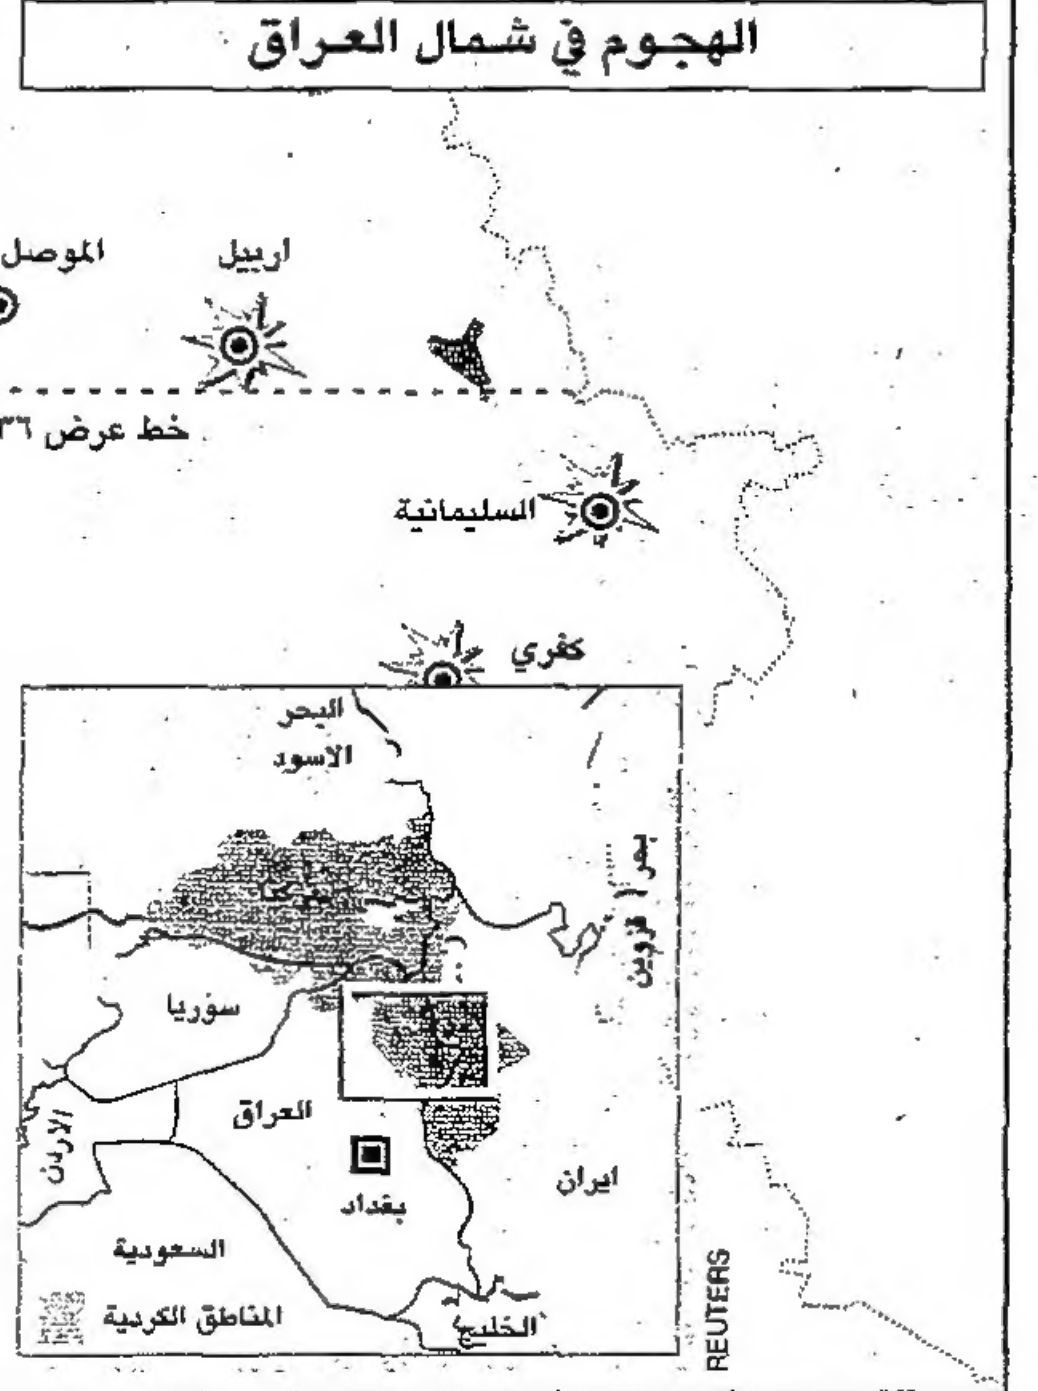 الهجوم في شمال العراق
الموصل
اربيل
خط عرض ٣٦
السليمانية
كفري
البحر
الاسود
بحر قزوين
سوريا
العراق
الاردن
بغداد
ايران
السعودية
المناطق الكردية
الخليج
REUTERS